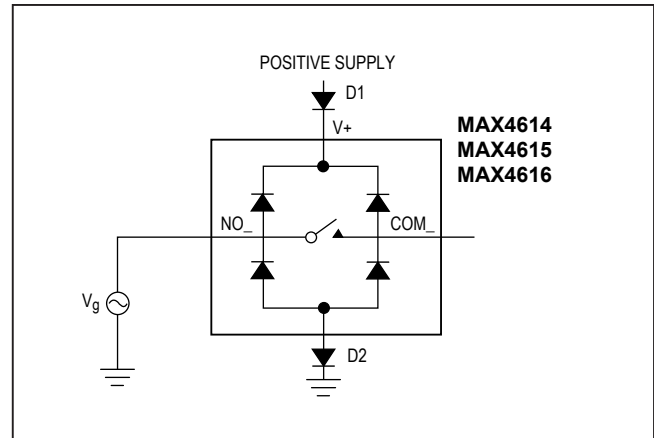 POSITIVE SUPPLY
D1
V+
MAX4614
MAX4615
MAX4616
NO_
COM_
Vg
D2